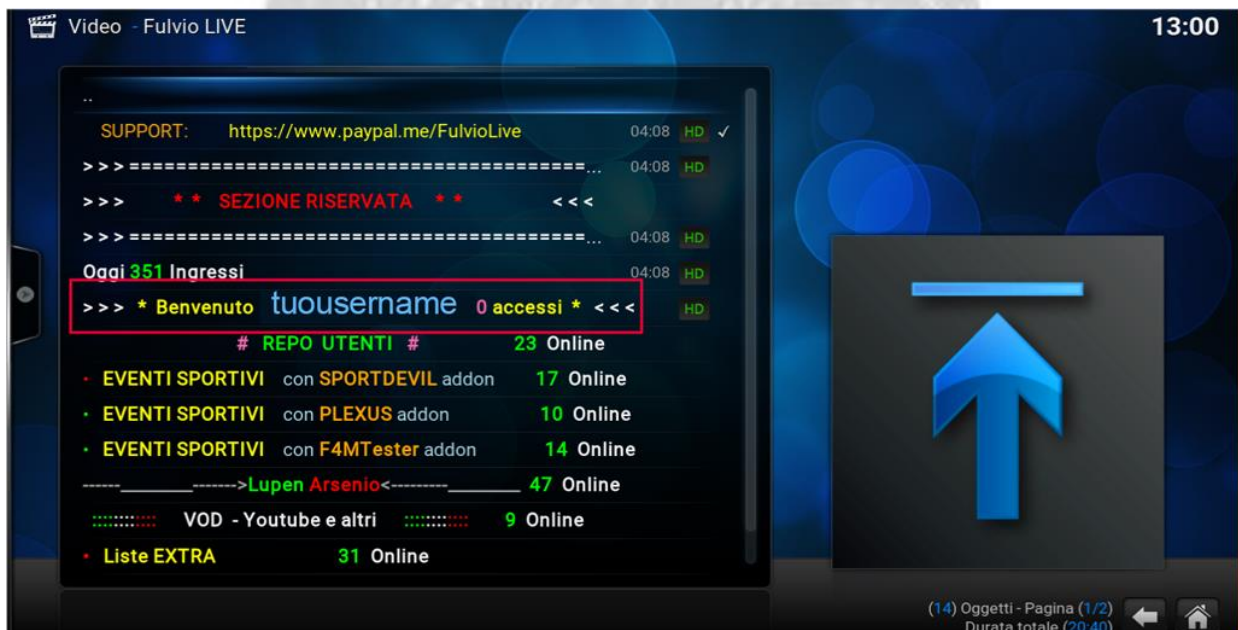 Video - Fulvio LIVE 13:00
..
SUPPORT: https://www.paypal.me/FulvioLive 04:08 HD ✓
>>>=======================================... 04:08 HD
>>> * * SEZIONE RISERVATA * * <<<
>>>=======================================... 04:08 HD
Oggi 351 Ingressi 04:08 HD
>>> * Benvenuto tuousername 0 accessi * <<< HD
# REPO UTENTI # 23 Online
• EVENTI SPORTIVI con SPORTDEVIL addon 17 Online
• EVENTI SPORTIVI con PLEXUS addon 10 Online
• EVENTI SPORTIVI con F4MTester addon 14 Online
------________------->Lupen Arsenio<---------________ 47 Online
::::::::::::: VOD - Youtube e altri ::::::::::::: 9 Online
• Liste EXTRA 31 Online
(14) Oggetti - Pagina (1/2)
Durata totale (20:40)